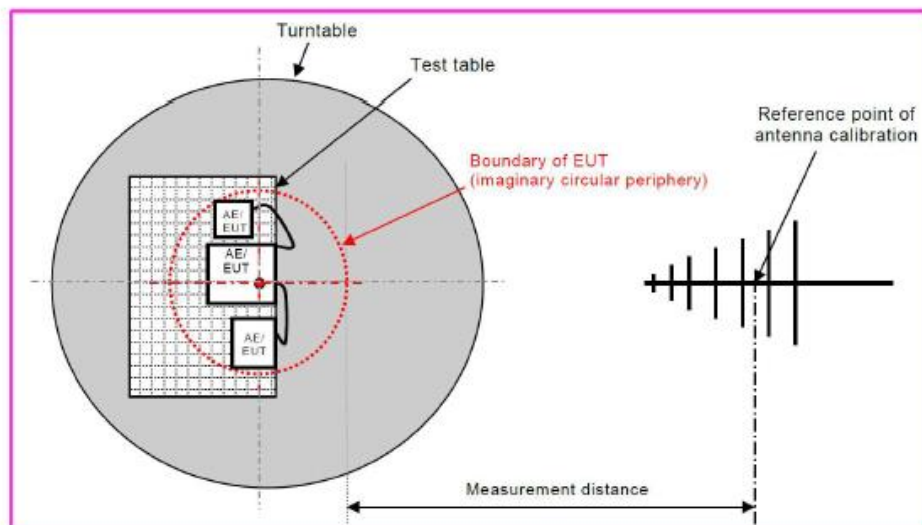 Turntable
Test table
Reference point of
antenna calibration
Boundary of EUT
(imaginary circular periphery)
AE/
EUT
AE/
EUT
AE/
EUT
Measurement distance